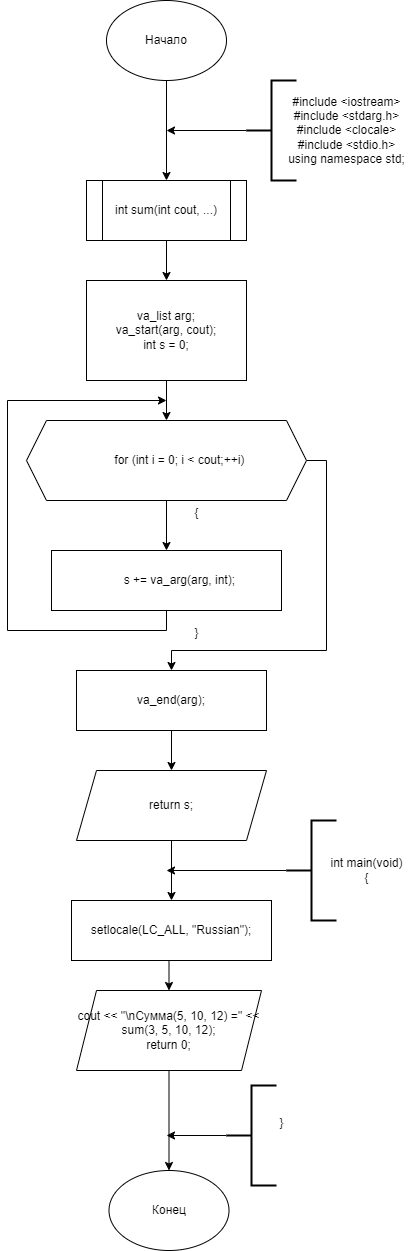 Начало
#include <iostream>
#include <stdarg.h>
#include <clocale>
#include <stdio.h>
using namespace std;
int sum(int cout, ...)
va_list arg;
va_start(arg, cout);
int s = 0;
for (int i = 0; i < cout;++i)
{
s += va_arg(arg, int);
}
va_end(arg);
return s;
int main(void)
{
setlocale(LC_ALL, "Russian");
cout << "\nСумма(5, 10, 12) =" <<
sum(3, 5, 10, 12);
return 0;
}
Конец